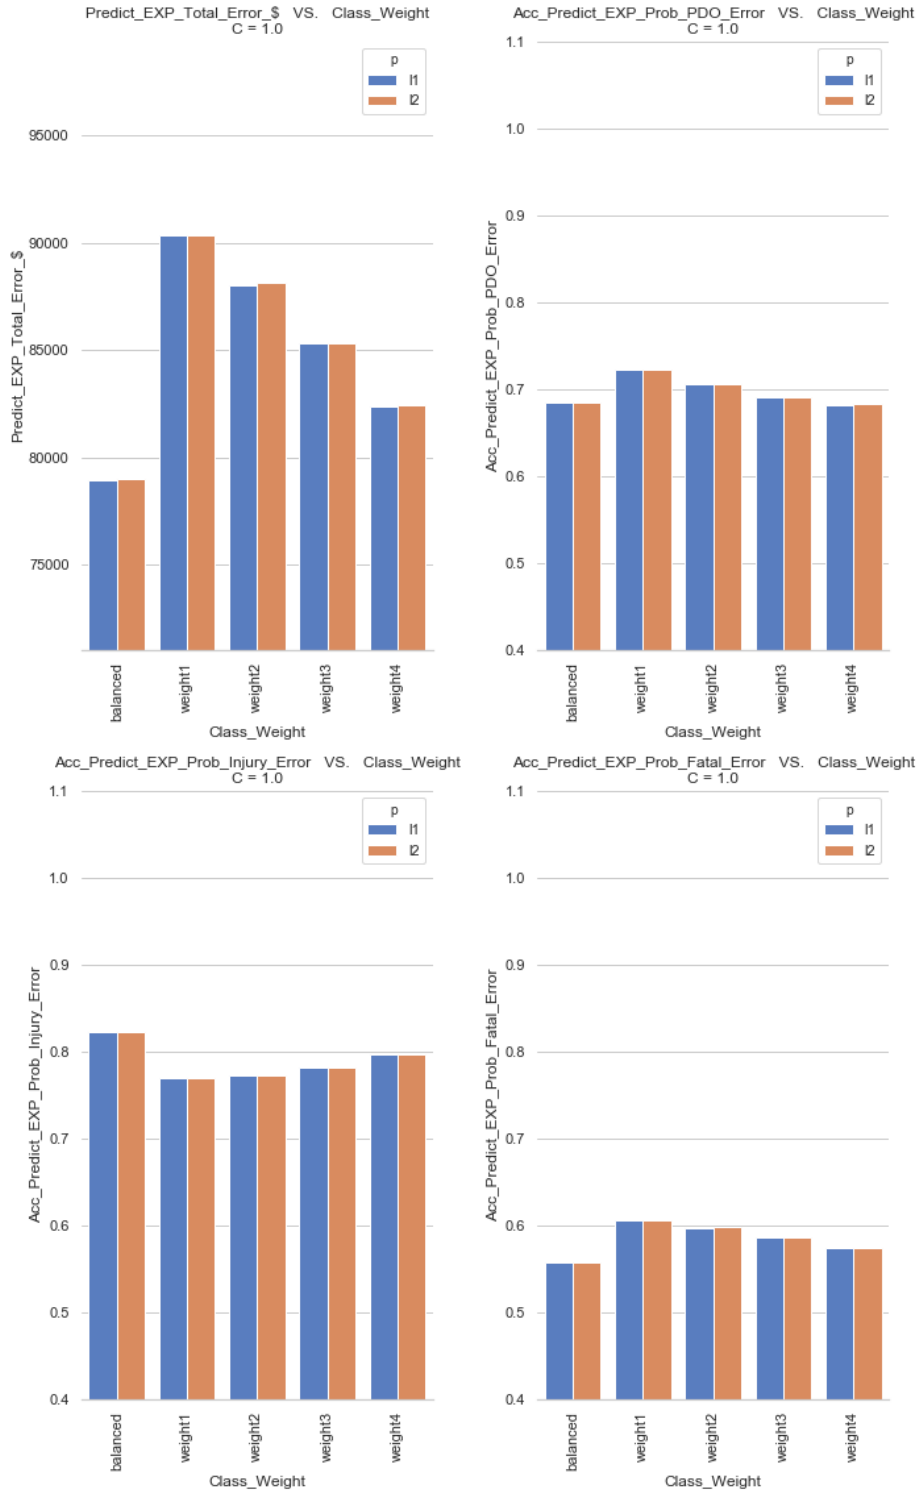 Predict_EXP_Total_Error_$ VS. Class_Weight
C = 1.0
p
l1
l2
95000
90000
85000
80000
75000
Predict_EXP_Total_Error_$
balanced
weight1
weight2
weight3
weight4
Class_Weight
Acc_Predict_EXP_Prob_PDO_Error VS. Class_Weight
C = 1.0
p
l1
l2
1.1
1.0
0.9
0.8
0.7
0.6
0.5
0.4
Acc_Predict_EXP_Prob_PDO_Error
balanced
weight1
weight2
weight3
weight4
Class_Weight
Acc_Predict_EXP_Prob_Injury_Error VS. Class_Weight
C = 1.0
p
l1
l2
1.1
1.0
0.9
0.8
0.7
0.6
0.5
0.4
Acc_Predict_EXP_Prob_Injury_Error
balanced
weight1
weight2
weight3
weight4
Class_Weight
Acc_Predict_EXP_Prob_Fatal_Error VS. Class_Weight
C = 1.0
p
l1
l2
1.1
1.0
0.9
0.8
0.7
0.6
0.5
0.4
Acc_Predict_EXP_Prob_Fatal_Error
balanced
weight1
weight2
weight3
weight4
Class_Weight